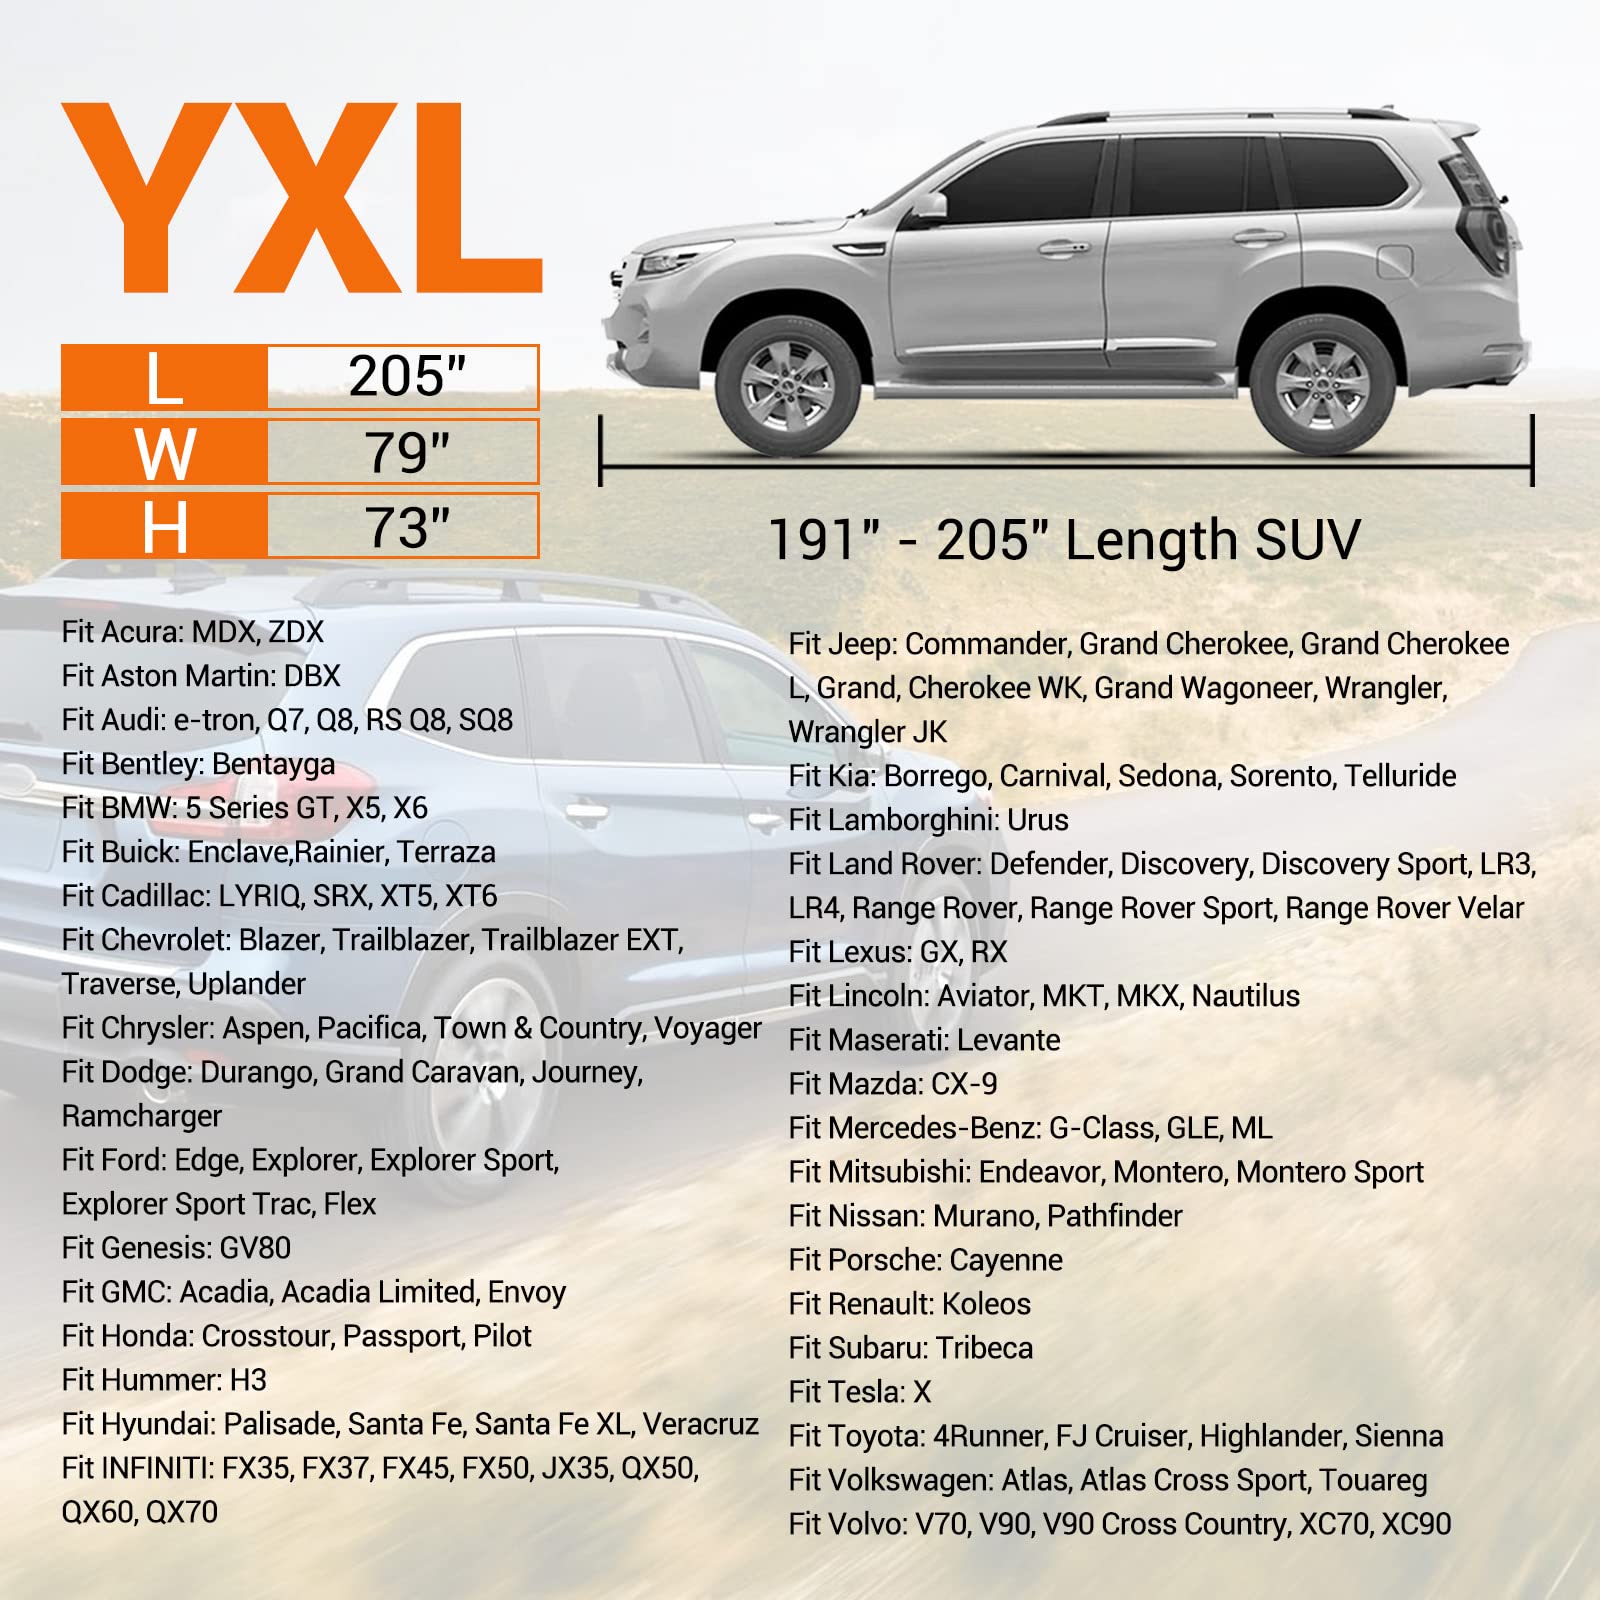 YXL
L 205"
W 79"
H 73"
191" - 205" Length SUV
Fit Acura: MDX, ZDX
Fit Aston Martin: DBX
Fit Audi: e-tron, Q7, Q8, RS Q8, SQ8
Fit Bentley: Bentayga
Fit BMW: 5 Series GT, X5, X6
Fit Buick: Enclave,Rainier, Terraza
Fit Cadillac: LYRIQ, SRX, XT5, XT6
Fit Chevrolet: Blazer, Trailblazer, Trailblazer EXT,
Traverse, Uplander
Fit Chrysler: Aspen, Pacifica, Town & Country, Voyager
Fit Dodge: Durango, Grand Caravan, Journey,
Ramcharger
Fit Ford: Edge, Explorer, Explorer Sport,
Explorer Sport Trac, Flex
Fit Genesis: GV80
Fit GMC: Acadia, Acadia Limited, Envoy
Fit Honda: Crosstour, Passport, Pilot
Fit Hummer: H3
Fit Hyundai: Palisade, Santa Fe, Santa Fe XL, Veracruz
Fit INFINITI: FX35, FX37, FX45, FX50, JX35, QX50,
QX60, QX70
Fit Jeep: Commander, Grand Cherokee, Grand Cherokee
L, Grand, Cherokee WK, Grand Wagoneer, Wrangler,
Wrangler JK
Fit Kia: Borrego, Carnival, Sedona, Sorento, Telluride
Fit Lamborghini: Urus
Fit Land Rover: Defender, Discovery, Discovery Sport, LR3,
LR4, Range Rover, Range Rover Sport, Range Rover Velar
Fit Lexus: GX, RX
Fit Lincoln: Aviator, MKT, MKX, Nautilus
Fit Maserati: Levante
Fit Mazda: CX-9
Fit Mercedes-Benz: G-Class, GLE, ML
Fit Mitsubishi: Endeavor, Montero, Montero Sport
Fit Nissan: Murano, Pathfinder
Fit Porsche: Cayenne
Fit Renault: Koleos
Fit Subaru: Tribeca
Fit Tesla: X
Fit Toyota: 4Runner, FJ Cruiser, Highlander, Sienna
Fit Volkswagen: Atlas, Atlas Cross Sport, Touareg
Fit Volvo: V70, V90, V90 Cross Country, XC70, XC90